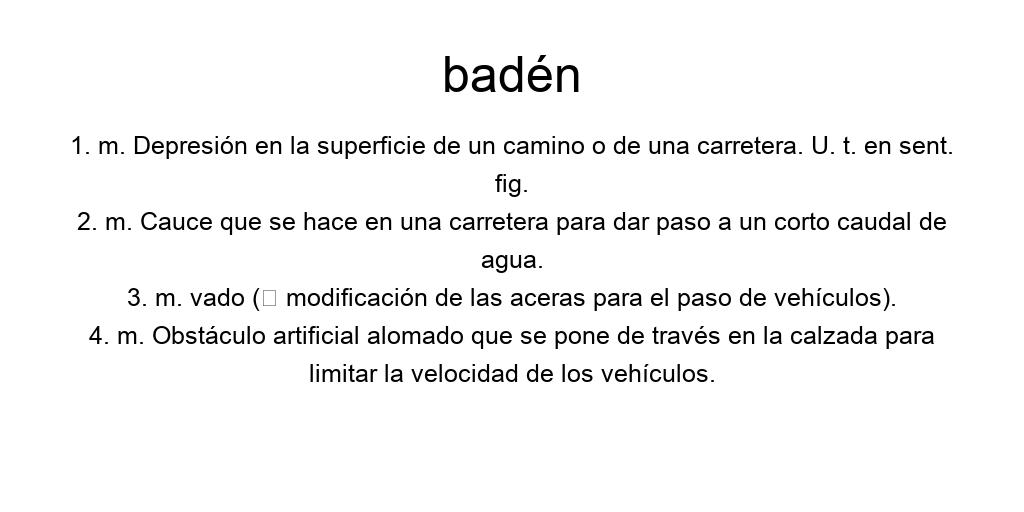 badén
1. m. Depresión en la superficie de un camino o de una carretera. U. t. en sent.
fig.
2. m. Cauce que se hace en una carretera para dar paso a un corto caudal de
agua.
3. m. vado (□ modificación de las aceras para el paso de vehículos).
4. m. Obstáculo artificial alomado que se pone de través en la calzada para
limitar la velocidad de los vehículos.